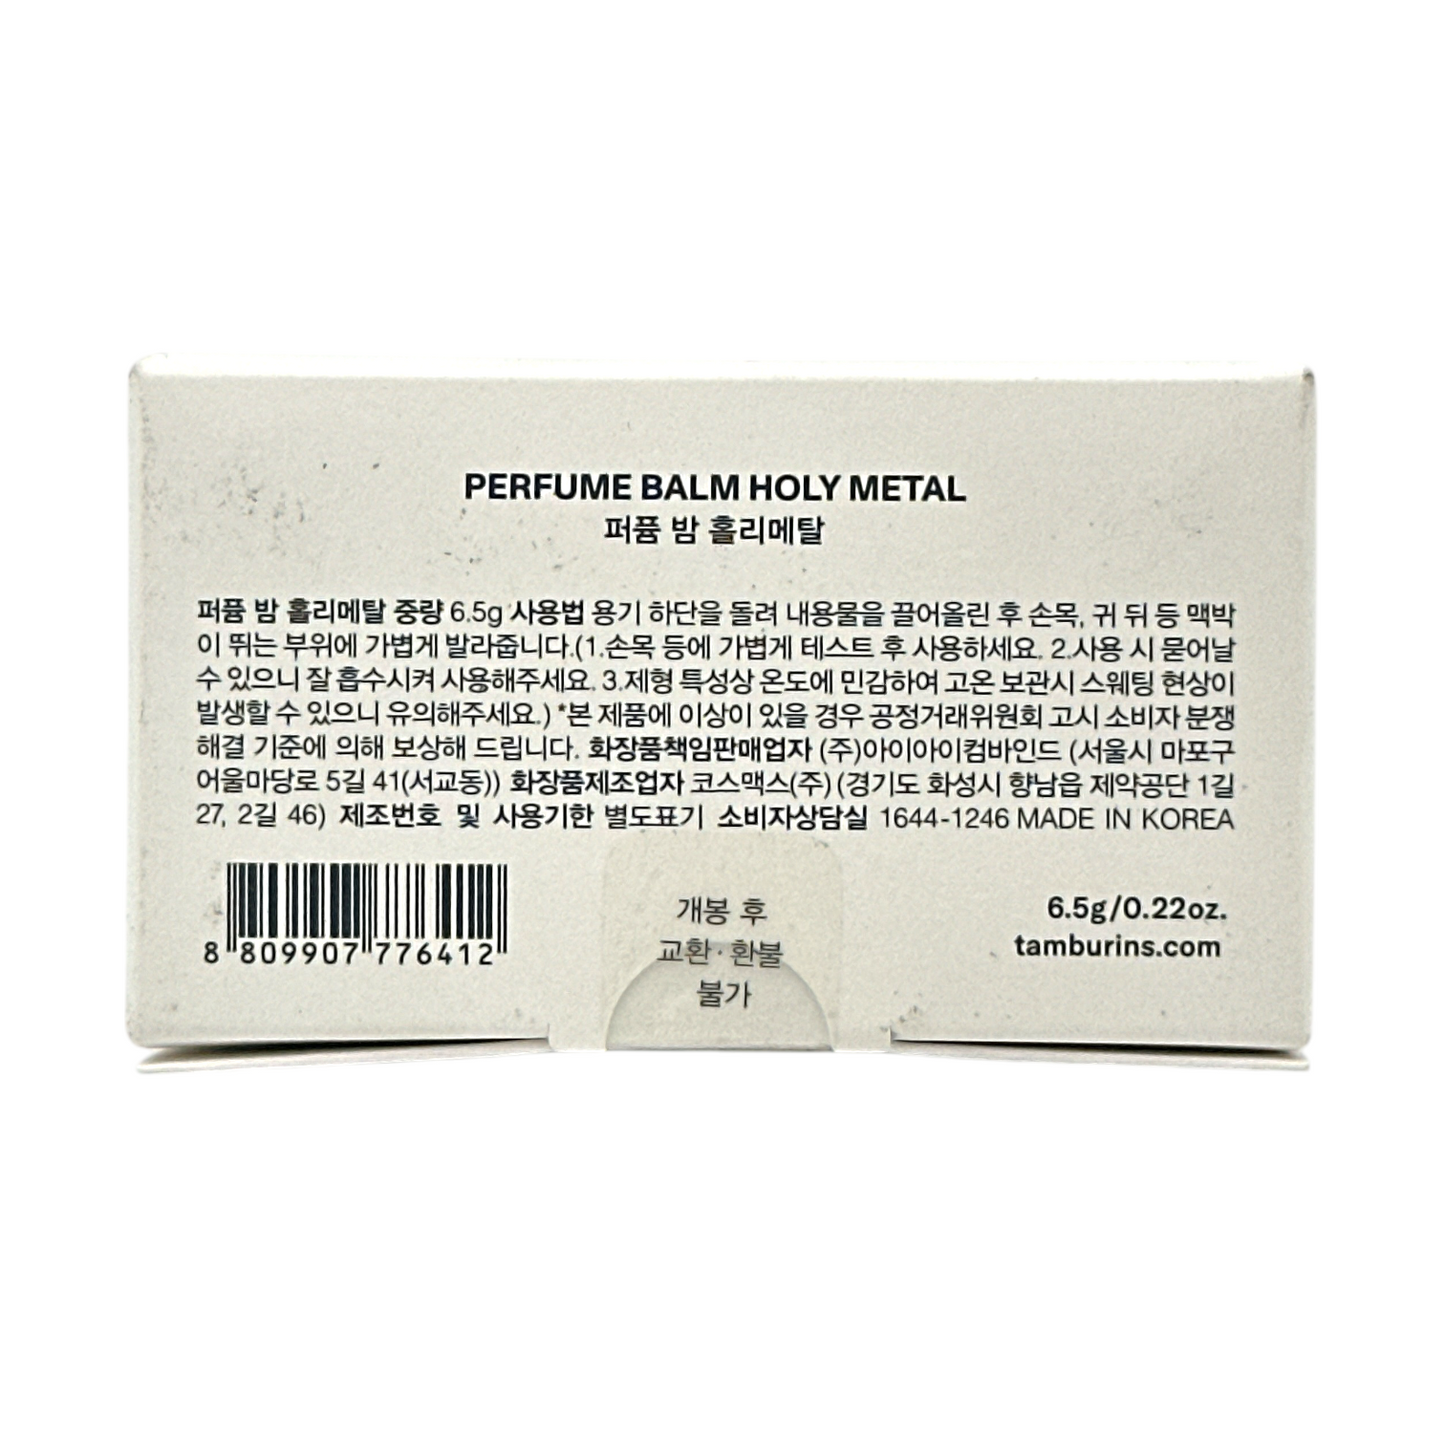 PERFUME BALM HOLY METAL
퍼퓸 밤 홀리메탈
퍼퓸 밤 홀리메탈 중량 6.5g 사용법 용기 하단을 돌려 내용물을 끌어올린 후 손목, 귀 뒤 등 맥박
이 뛰는 부위에 가볍게 발라줍니다.(1.손목 등에 가볍게 테스트 후 사용하세요. 2.사용 시 묻어날
수 있으니 잘 흡수시켜 사용해주세요. 3.제형 특성상 온도에 민감하여 고온 보관시 스웨팅 현상이
발생할 수 있으니 유의해주세요.) *본 제품에 이상이 있을 경우 공정거래위원회 고시 소비자 분쟁
해결 기준에 의해 보상해 드립니다. 화장품책임판매업자 (주)아이아이컴바인드 (서울시 마포구
어울마당로 5길 41(서교동)) 화장품제조업자 코스맥스(주) (경기도 화성시 향남읍 제약공단 1길
27, 2길 46) 제조번호 및 사용기한 별도표기 소비자상담실 1644-1246 MADE IN KOREA
8 809907 776412
개봉 후
교환·환불
불가
6.5g/0.22oz.
tamburins.com